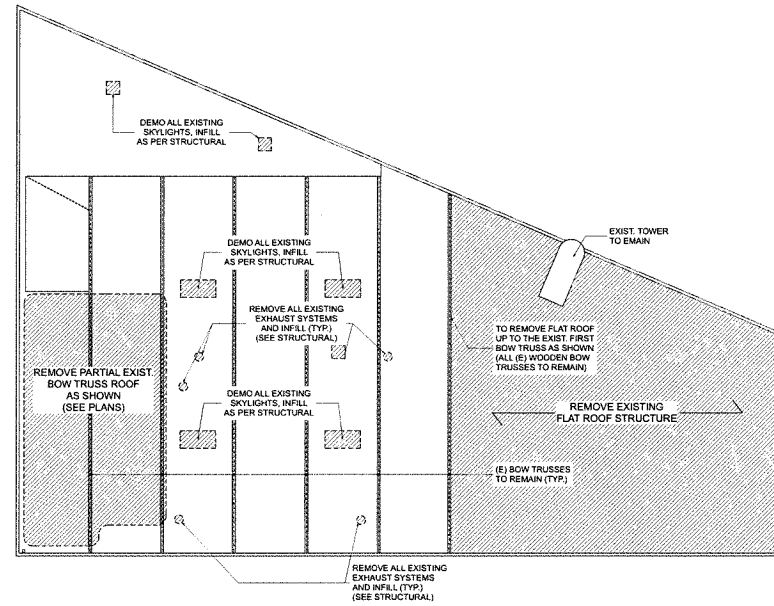 DEMO ALL EXISTING
SKYLIGHTS, INFILL
AS PER STRUCTURAL
EXIST. TOWER
TO EMAIN
DEMO ALL EXISTING
SKYLIGHTS, INFILL
AS PER STRUCTURAL
REMOVE ALL EXISTING
EXHAUST SYSTEMS
AND INFILL (TYP.)
(SEE STRUCTURAL)
TO REMOVE FLAT ROOF
UP TO THE EXIST. FIRST
BOW TRUSS AS SHOWN
(ALL (E) WOODEN BOW
TRUSSES TO REMAIN)
REMOVE PARTIAL EXIST.
BOW TRUSS ROOF
AS SHOWN
(SEE PLANS)
DEMO ALL EXISTING
SKYLIGHTS, INFILL
AS PER STRUCTURAL
REMOVE EXISTING
FLAT ROOF STRUCTURE
(E) BOW TRUSSES
TO REMAIN (TYP.)
REMOVE ALL EXISTING
EXHAUST SYSTEMS
AND INFILL (TYP.)
(SEE STRUCTURAL)